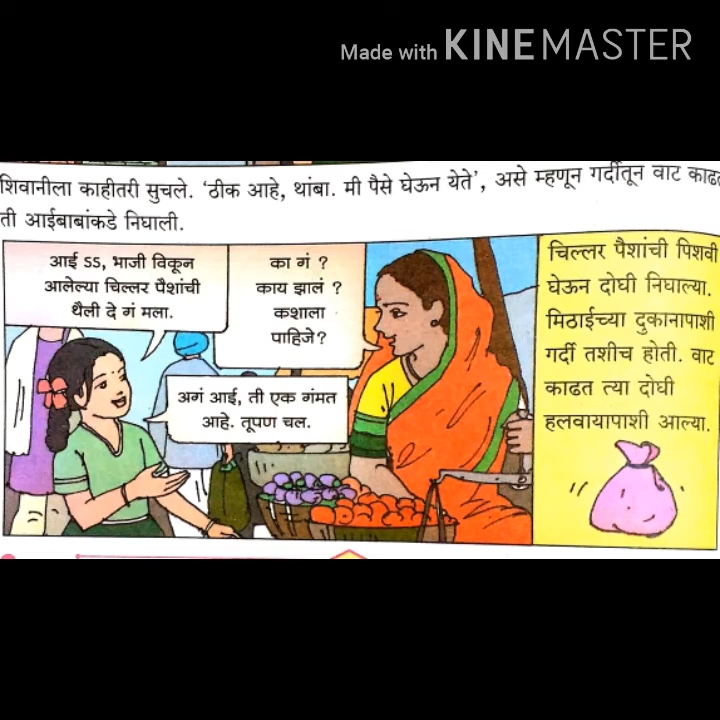 Made with KINEMASTER
शिवानीला काहीतरी सुचले. ‘ठीक आहे, थांबा. मी पैसे घेऊन येते’, असे म्हणून गर्दीतून वाट काढत
ती आईबाबांकडे निघाली.
आई ऽऽ, भाजी विकून
आलेल्या चिल्लर पैशांची
थैली दे गं मला.
का गं ?
काय झालं ?
कशाला
पाहिजे?
अगं आई, ती एक गंमत
आहे. तूपण चल.
चिल्लर पैशांची पिशवी
घेऊन दोघी निघाल्या.
मिठाईच्या दुकानापाशी
गर्दी तशीच होती. वाट
काढत त्या दोघी
हलवायापाशी आल्या.